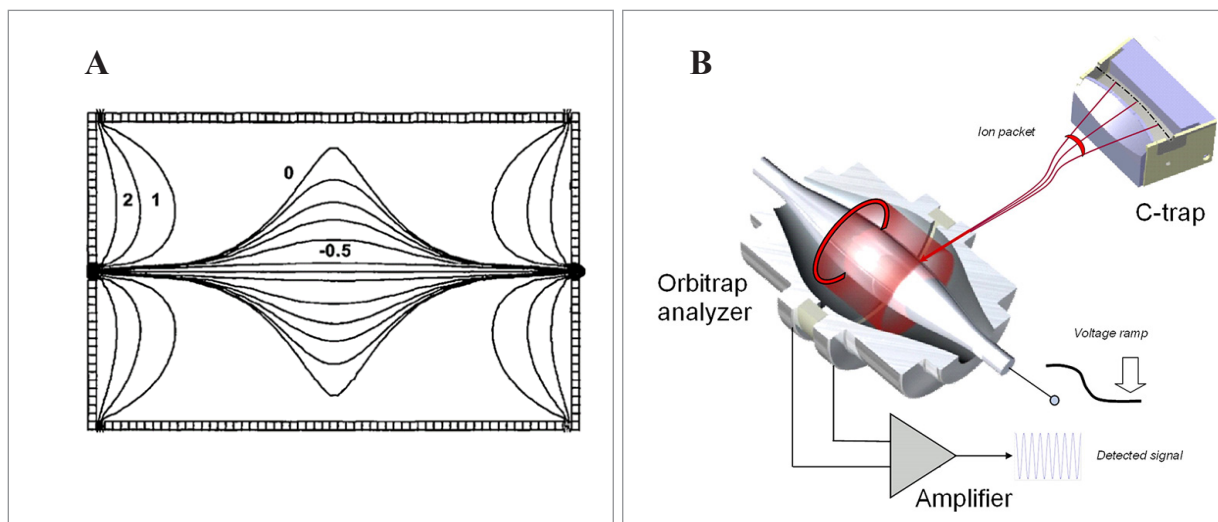 A
0
2 1
-0.5
B
Ion packet
C-trap
Orbitrap
analyzer
Voltage ramp
Detected signal
Amplifier